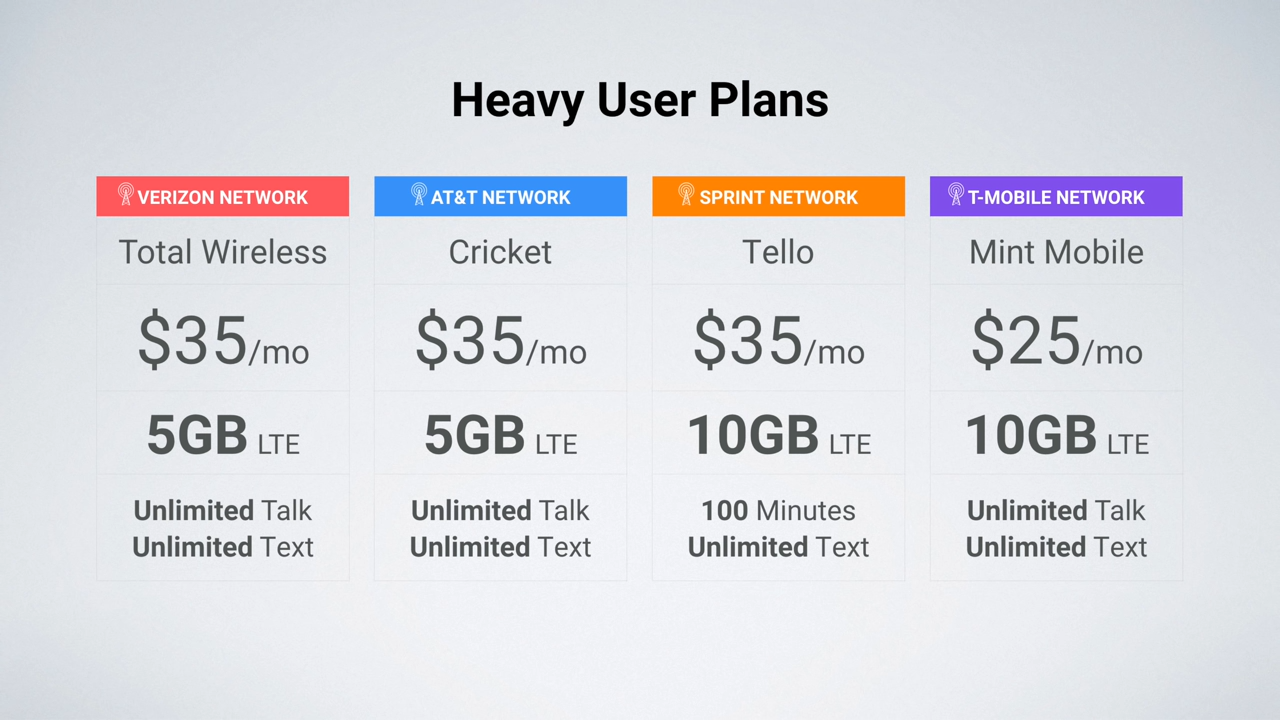 Heavy User Plans
VERIZON NETWORK
Total Wireless
$35/mo
5GB LTE
Unlimited Talk
Unlimited Text
AT&T NETWORK
Cricket
$35/mo
5GB LTE
Unlimited Talk
Unlimited Text
SPRINT NETWORK
Tello
$35/mo
10GB LTE
100 Minutes
Unlimited Text
T-MOBILE NETWORK
Mint Mobile
$25/mo
10GB LTE
Unlimited Talk
Unlimited Text